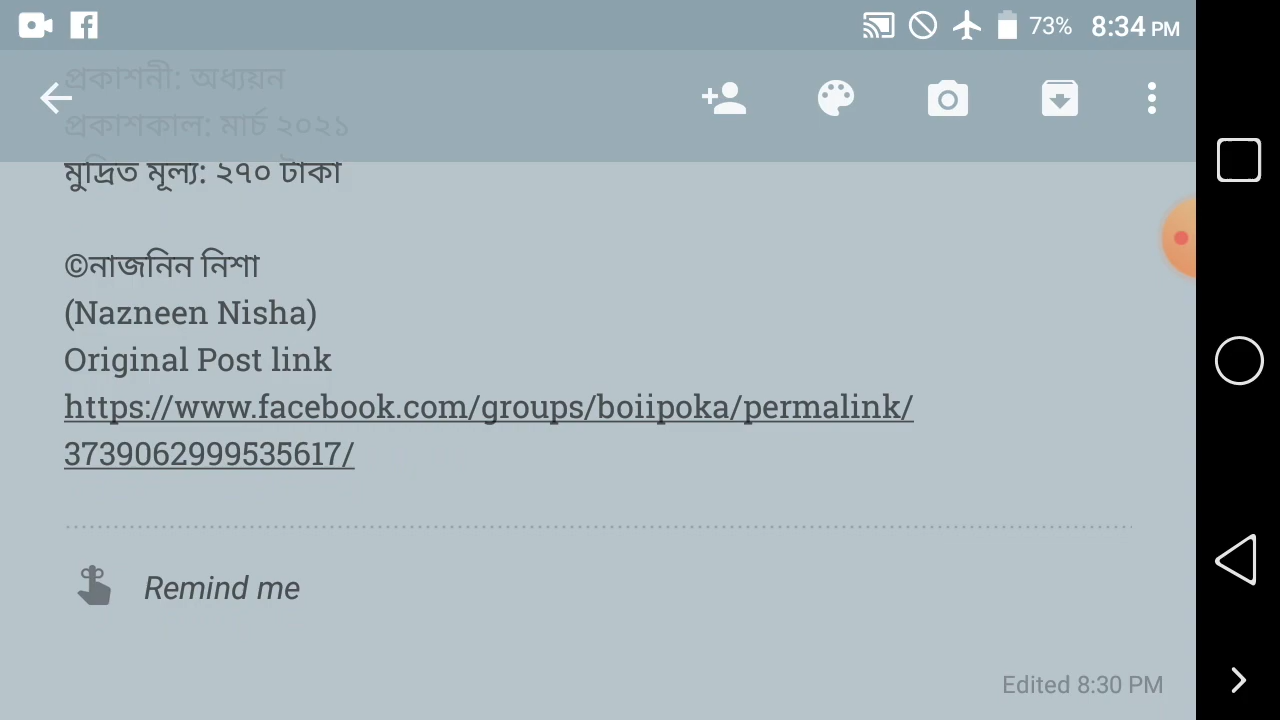 73% 8:34 PM
প্রকাশনী: অধ্যয়ন
প্রকাশকাল: মার্চ ২০২১
মুদ্রিত মূল্য: ২৭০ টাকা
©নাজনিন নিশা
(Nazneen Nisha)
Original Post link
https://www.facebook.com/groups/boiipoka/permalink/
3739062999535617/
Remind me
Edited 8:30 PM